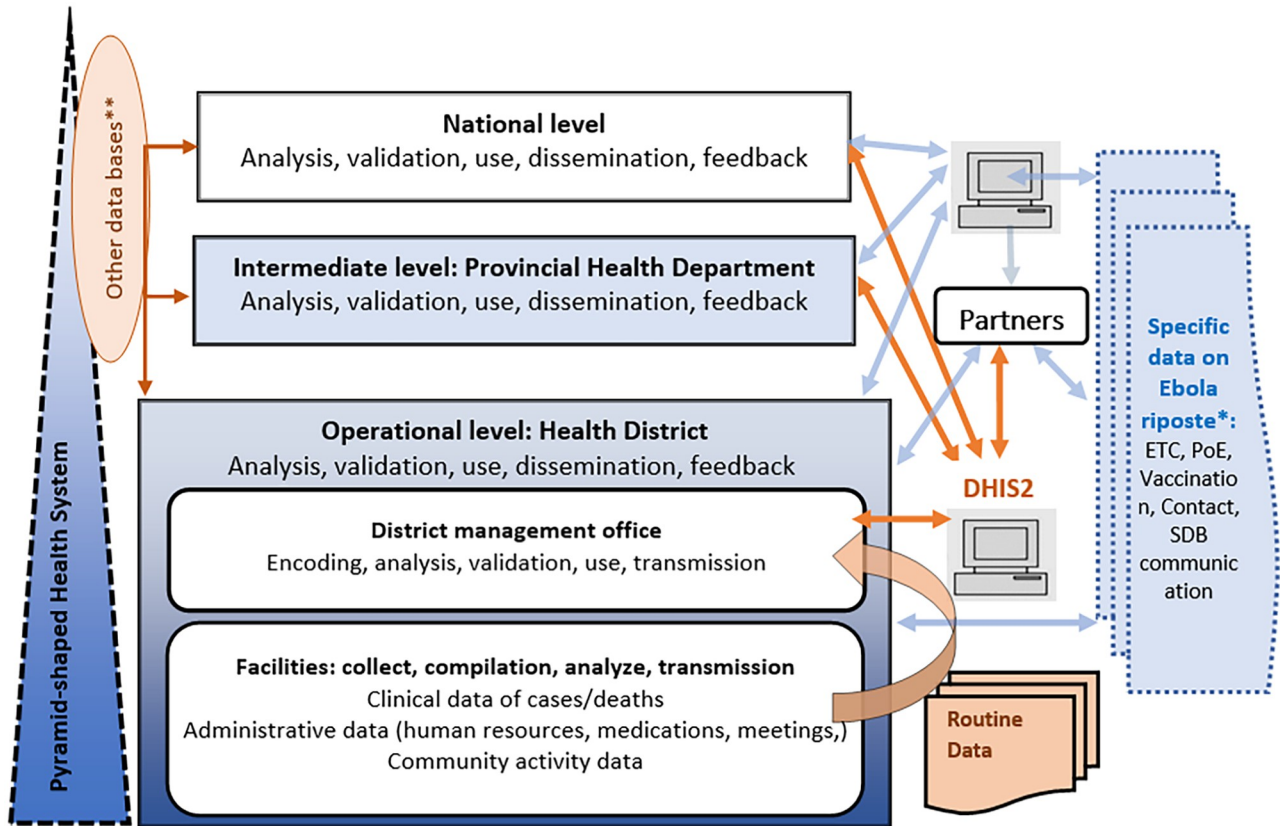 Pyramid-shaped Health System
Other data bases**
National level
Analysis, validation, use, dissemination, feedback
Intermediate level: Provincial Health Department
Analysis, validation, use, dissemination, feedback
Operational level: Health District
Analysis, validation, use, dissemination, feedback
District management office
Encoding, analysis, validation, use, transmission
Facilities: collect, compilation, analyze, transmission
Clinical data of cases/deaths
Administrative data (human resources, medications, meetings,)
Community activity data
Partners
DHIS2
Routine
Data
Specific
data on
Ebola
riposte*:
ETC, PoE,
Vaccinatio
n, Contact,
SDB
communic
ation